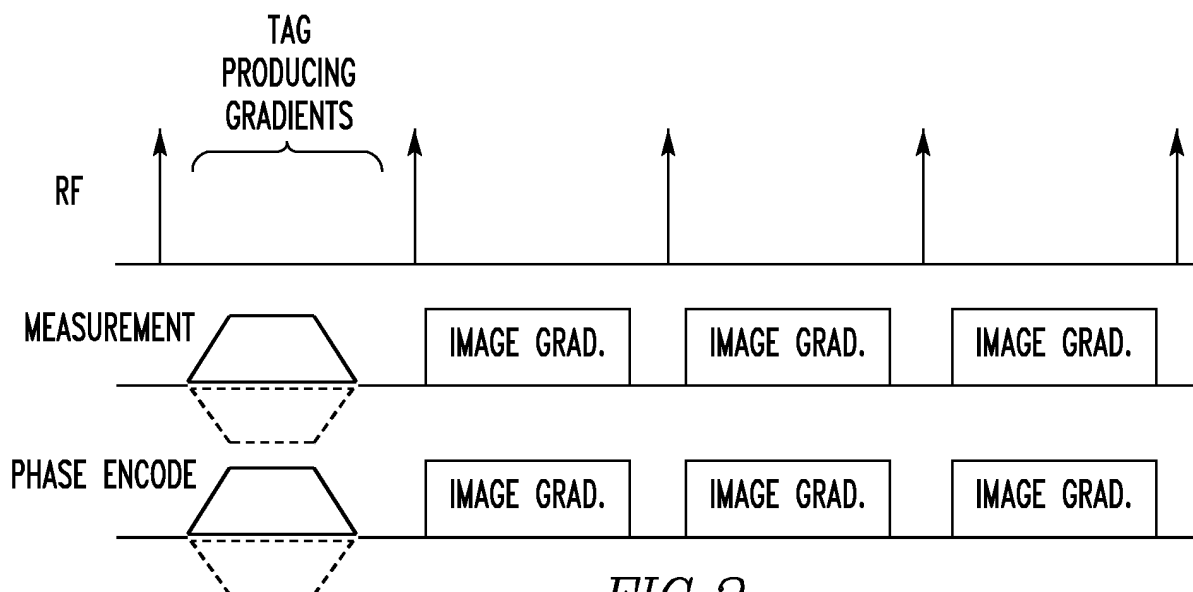 TAG
PRODUCING
GRADIENTS
RF
MEASUREMENT
IMAGE GRAD. IMAGE GRAD. IMAGE GRAD.
PHASE ENCODE
IMAGE GRAD. IMAGE GRAD. IMAGE GRAD.